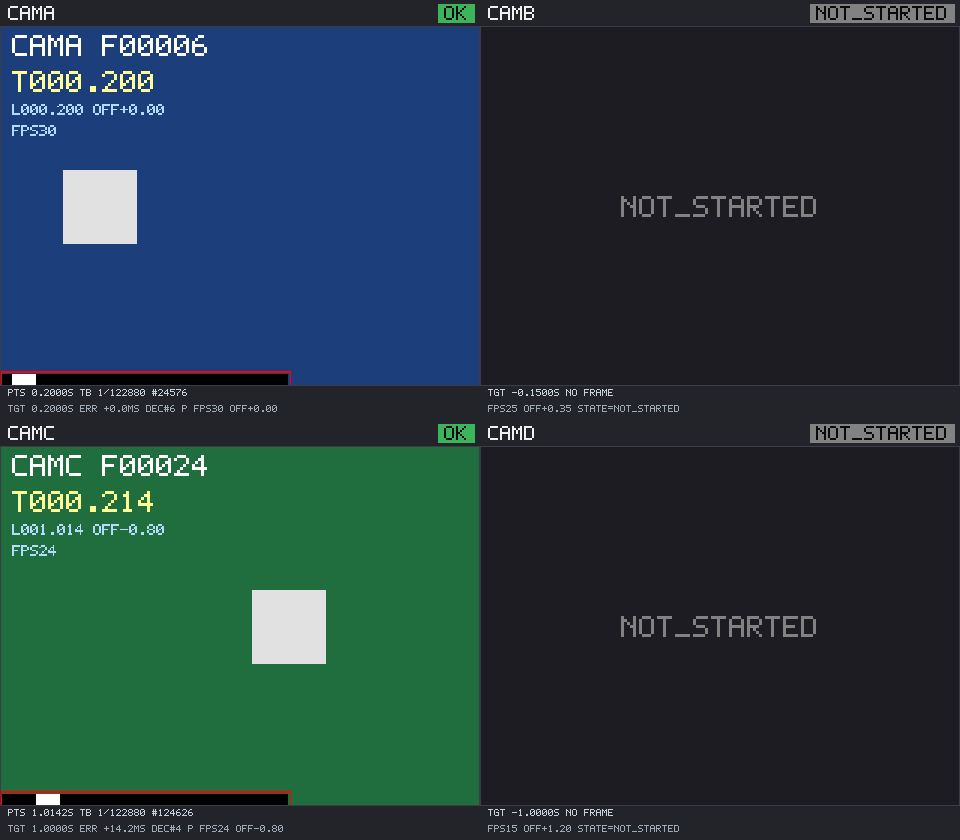 CAMA OK
CAMA F00006
T000.200
L000.200 OFF+0.00
FPS30
PTS 0.2000S TB 1/122880 #24576
TGT 0.2000S ERR +0.0MS DEC#6 P FPS30 OFF+0.00
CAMB NOT_STARTED
NOT_STARTED
TGT -0.1500S NO FRAME
FPS25 OFF+0.35 STATE=NOT_STARTED
CAMC OK
CAMC F00024
T000.214
L001.014 OFF-0.80
FPS24
PTS 1.0142S TB 1/122880 #124626
TGT 1.0000S ERR +14.2MS DEC#4 P FPS24 OFF-0.80
CAMD NOT_STARTED
NOT_STARTED
TGT -1.0000S NO FRAME
FPS15 OFF+1.20 STATE=NOT_STARTED